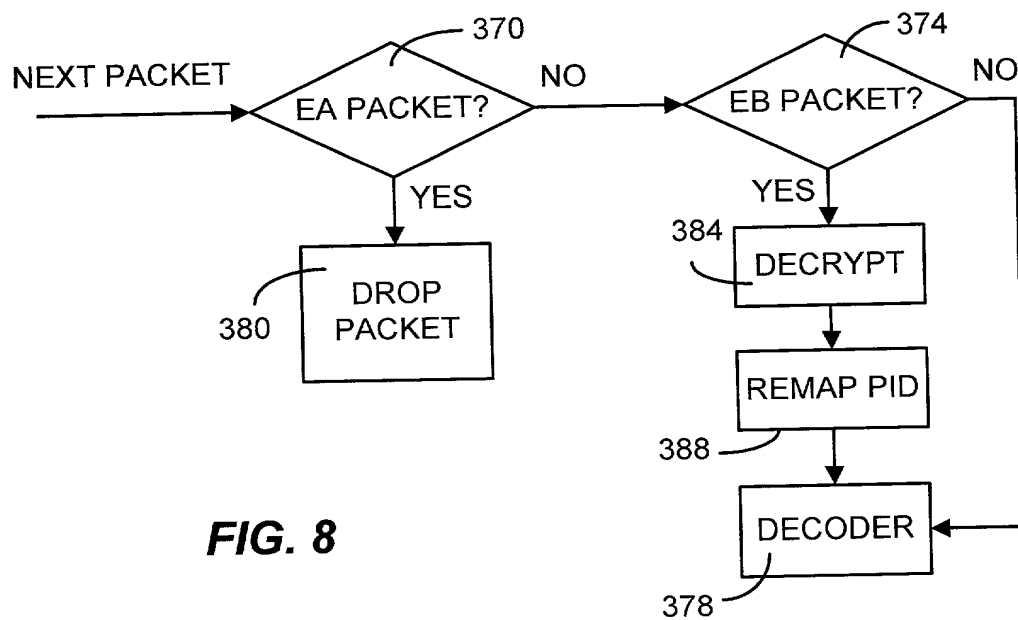 370
374
NEXT PACKET
NO
NO
EA PACKET?
EB PACKET?
YES
YES
384
DECRYPT
DROP
PACKET
380
REMAP PID
388
DECODER
FIG. 8
378